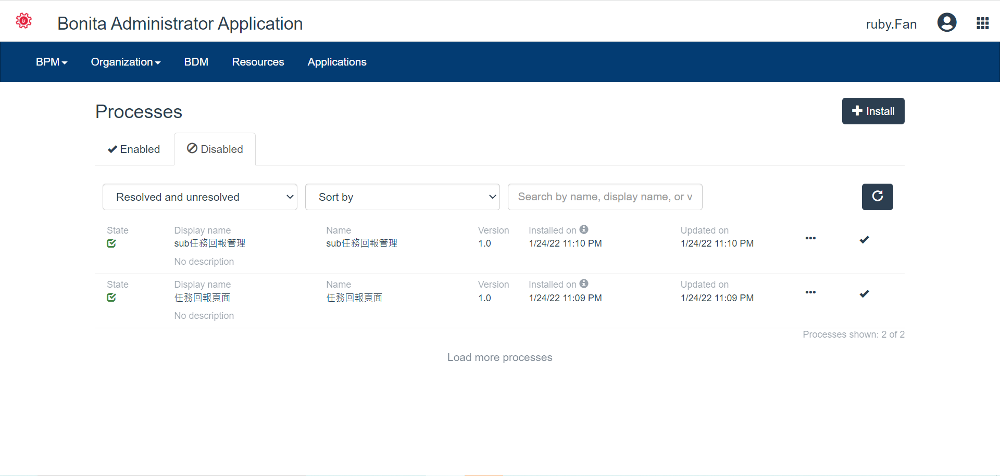 Bonita Administrator Application
ruby.Fan
BPM Organization BDM Resources Applications
Processes
Install
Enabled Disabled
Resolved and unresolved Sort by Search by name, display name, or v
State Display name Name Version Installed on Updated on
sub任務回報管理 sub任務回報管理 1.0 1/24/22 11:10 PM 1/24/22 11:10 PM
No description
State Display name Name Version Installed on Updated on
任務回報頁面 任務回報頁面 1.0 1/24/22 11:09 PM 1/24/22 11:09 PM
No description
Processes shown: 2 of 2
Load more processes